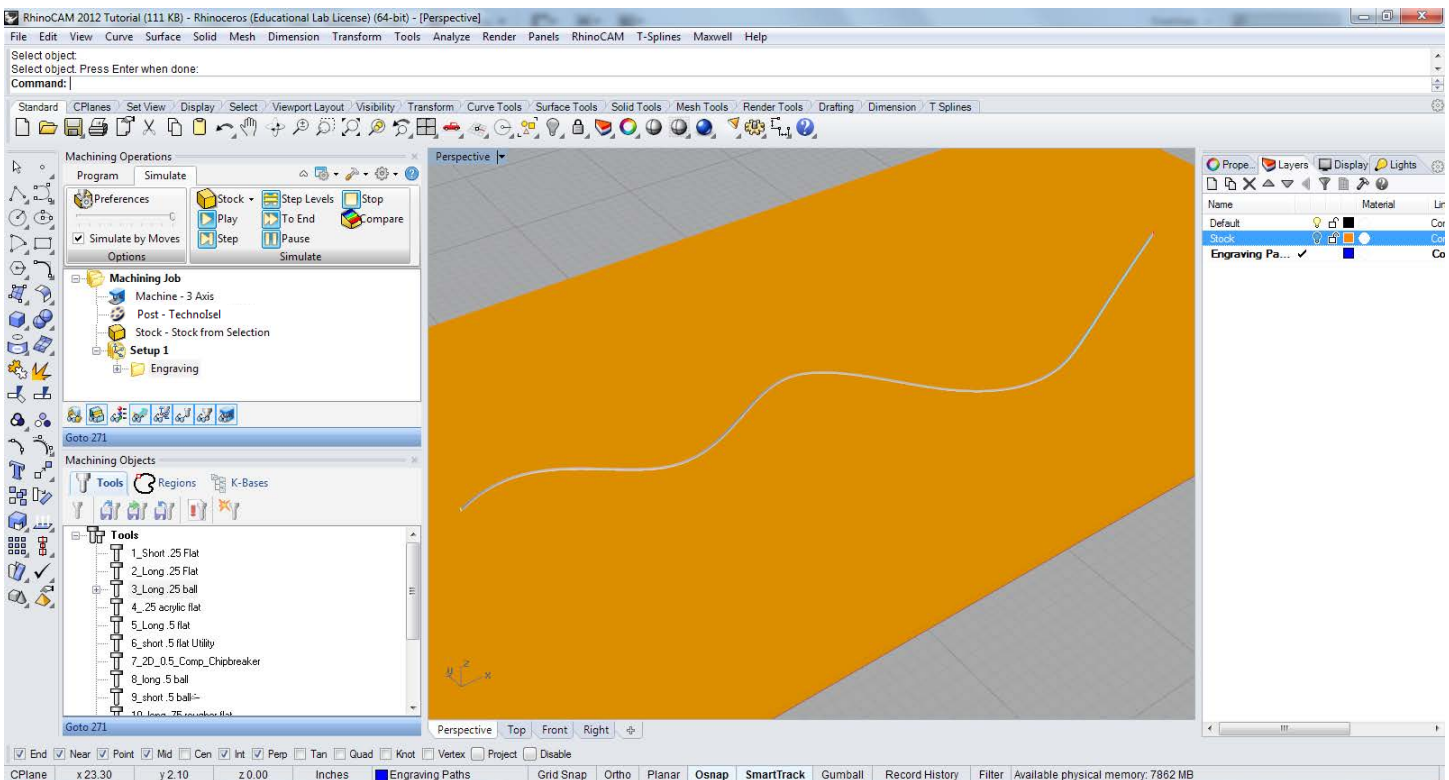 RhinoCAM 2012 Tutorial (111 KB) - Rhinoceros (Educational Lab License) (64-bit) - [Perspective]
File Edit View Curve Surface Solid Mesh Dimension Transform Tools Analyze Render Panels RhinoCAM T-Splines Maxwell Help
Select object:
Select object. Press Enter when done:
Command:
Standard CPlanes Set View Display Select Viewport Layout Visibility Transform Curve Tools Surface Tools Solid Tools Mesh Tools Render Tools Drafting Dimension T Splines
Machining Operations
Program Simulate
Preferences
Stock Step Levels Stop
Play To End Compare
Simulate by Moves
Step Pause
Options Simulate
Machining Job
Machine - 3 Axis
Post - TechnoIsel
Stock - Stock from Selection
Setup 1
Engraving
Goto 271
Machining Objects
Tools Regions K-Bases
Tools
1_Short .25 Flat
2_Long .25 Flat
3_Long .25 ball
4_.25 acrylic flat
5_Long .5 flat
6_short .5 flat Utility
7_2D_0.5_Comp_Chipbreaker
8_long .5 ball
9_short .5 ball
10_long .75 rougher flat
Goto 271
Perspective
z
y
x
Perspective Top Front Right
Prope... Layers Display Lights
Name Material Lin
Default Con
Stock Con
Engraving Pa... Co
End Near Point Mid Cen Int Perp Tan Quad Knot Vertex Project Disable
CPlane x 23.30 y 2.10 z 0.00 Inches Engraving Paths Grid Snap Ortho Planar Osnap SmartTrack Gumball Record History Filter Available physical memory: 7862 MB